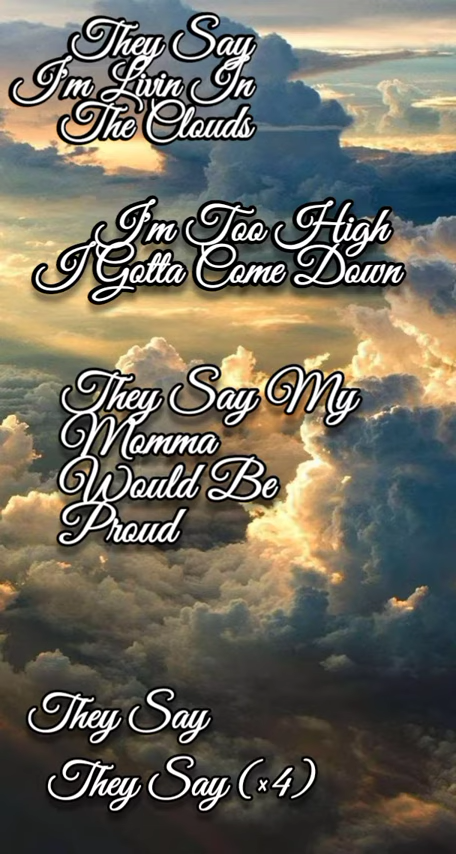 They Say
I'm Livin In
The Clouds
I'm Too High
I Gotta Come Down
They Say My
Momma
Would Be
Proud
They Say
They Say (×4)